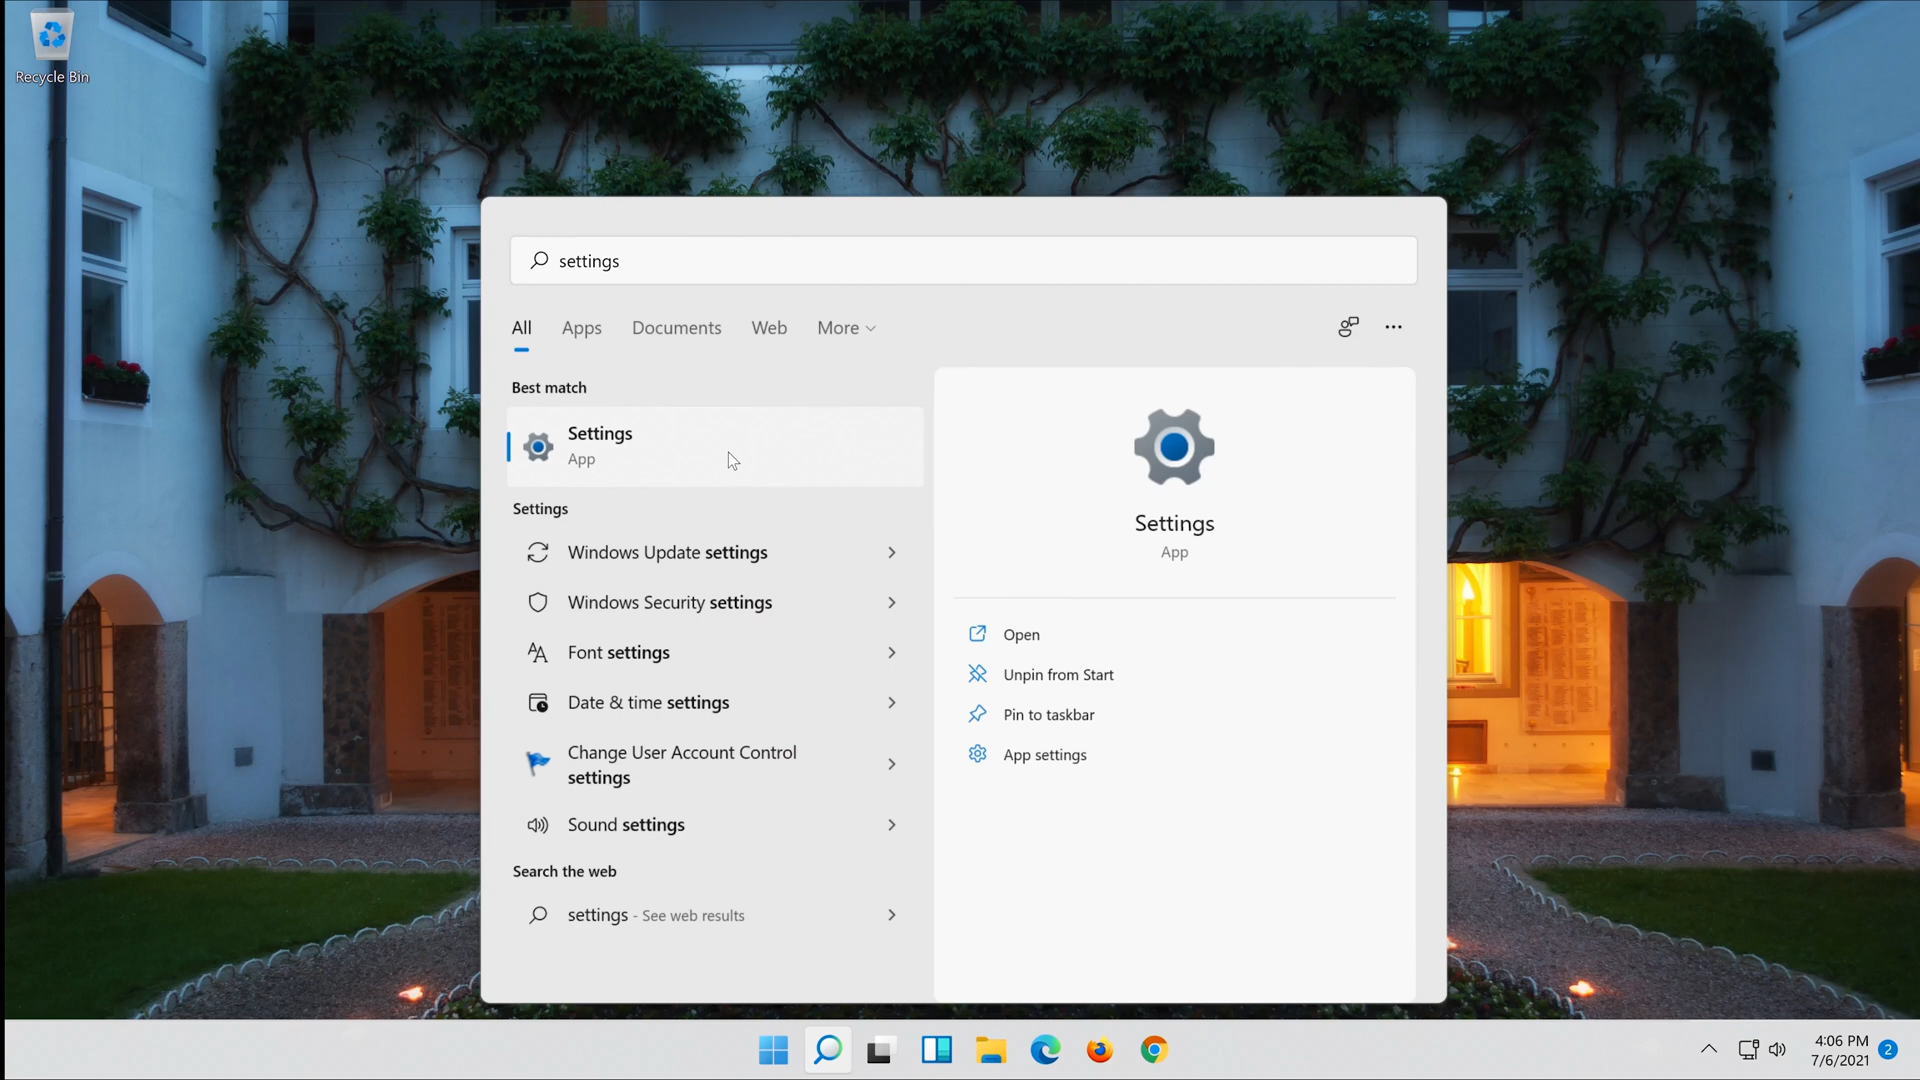 Recycle Bin
settings
All Apps Documents Web More
Best match
Settings
App
Settings
Windows Update settings
Windows Security settings
Font settings
Date & time settings
Change User Account Control
settings
Sound settings
Search the web
settings - See web results
Settings
App
Open
Unpin from Start
Pin to taskbar
App settings
4:06 PM
7/6/2021
2